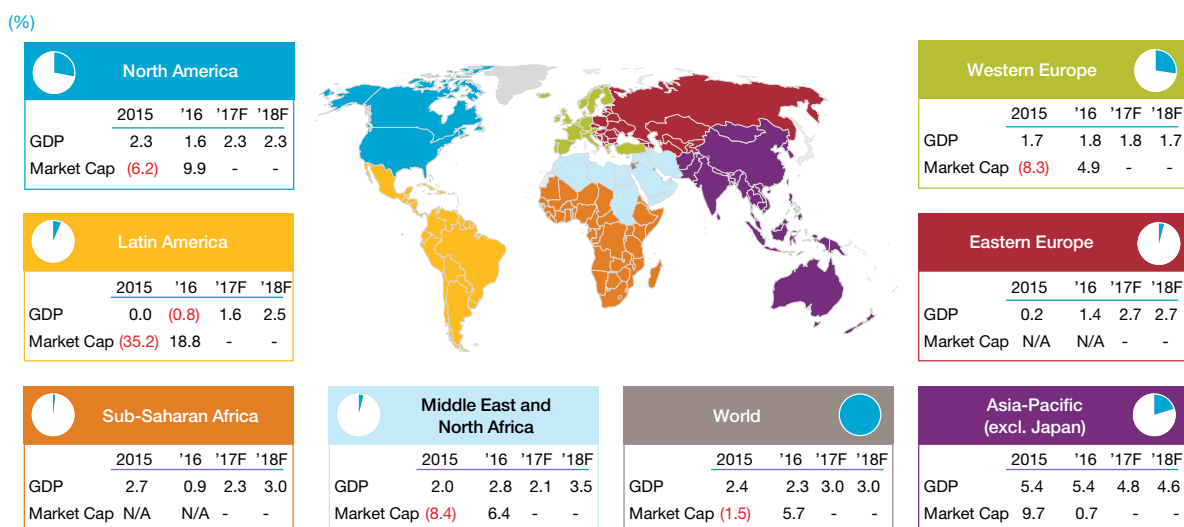 (%)
North America
2015 ’16 ’17F ’18F
GDP 2.3 1.6 2.3 2.3
Market Cap (6.2) 9.9 - -
Western Europe
2015 ’16 ’17F ’18F
GDP 1.7 1.8 1.8 1.7
Market Cap (8.3) 4.9 - -
Latin America
2015 ’16 ’17F ’18F
GDP 0.0 (0.8) 1.6 2.5
Market Cap (35.2) 18.8 - -
Eastern Europe
2015 ’16 ’17F ’18F
GDP 0.2 1.4 2.7 2.7
Market Cap N/A N/A - -
Sub-Saharan Africa
2015 ’16 ’17F ’18F
GDP 2.7 0.9 2.3 3.0
Market Cap N/A N/A - -
Middle East and
North Africa
2015 ’16 ’17F ’18F
GDP 2.0 2.8 2.1 3.5
Market Cap (8.4) 6.4 - -
World
2015 ’16 ’17F ’18F
GDP 2.4 2.3 3.0 3.0
Market Cap (1.5) 5.7 - -
Asia-Pacific
(excl. Japan)
2015 ’16 ’17F ’18F
GDP 5.4 5.4 4.8 4.6
Market Cap 9.7 0.7 - -